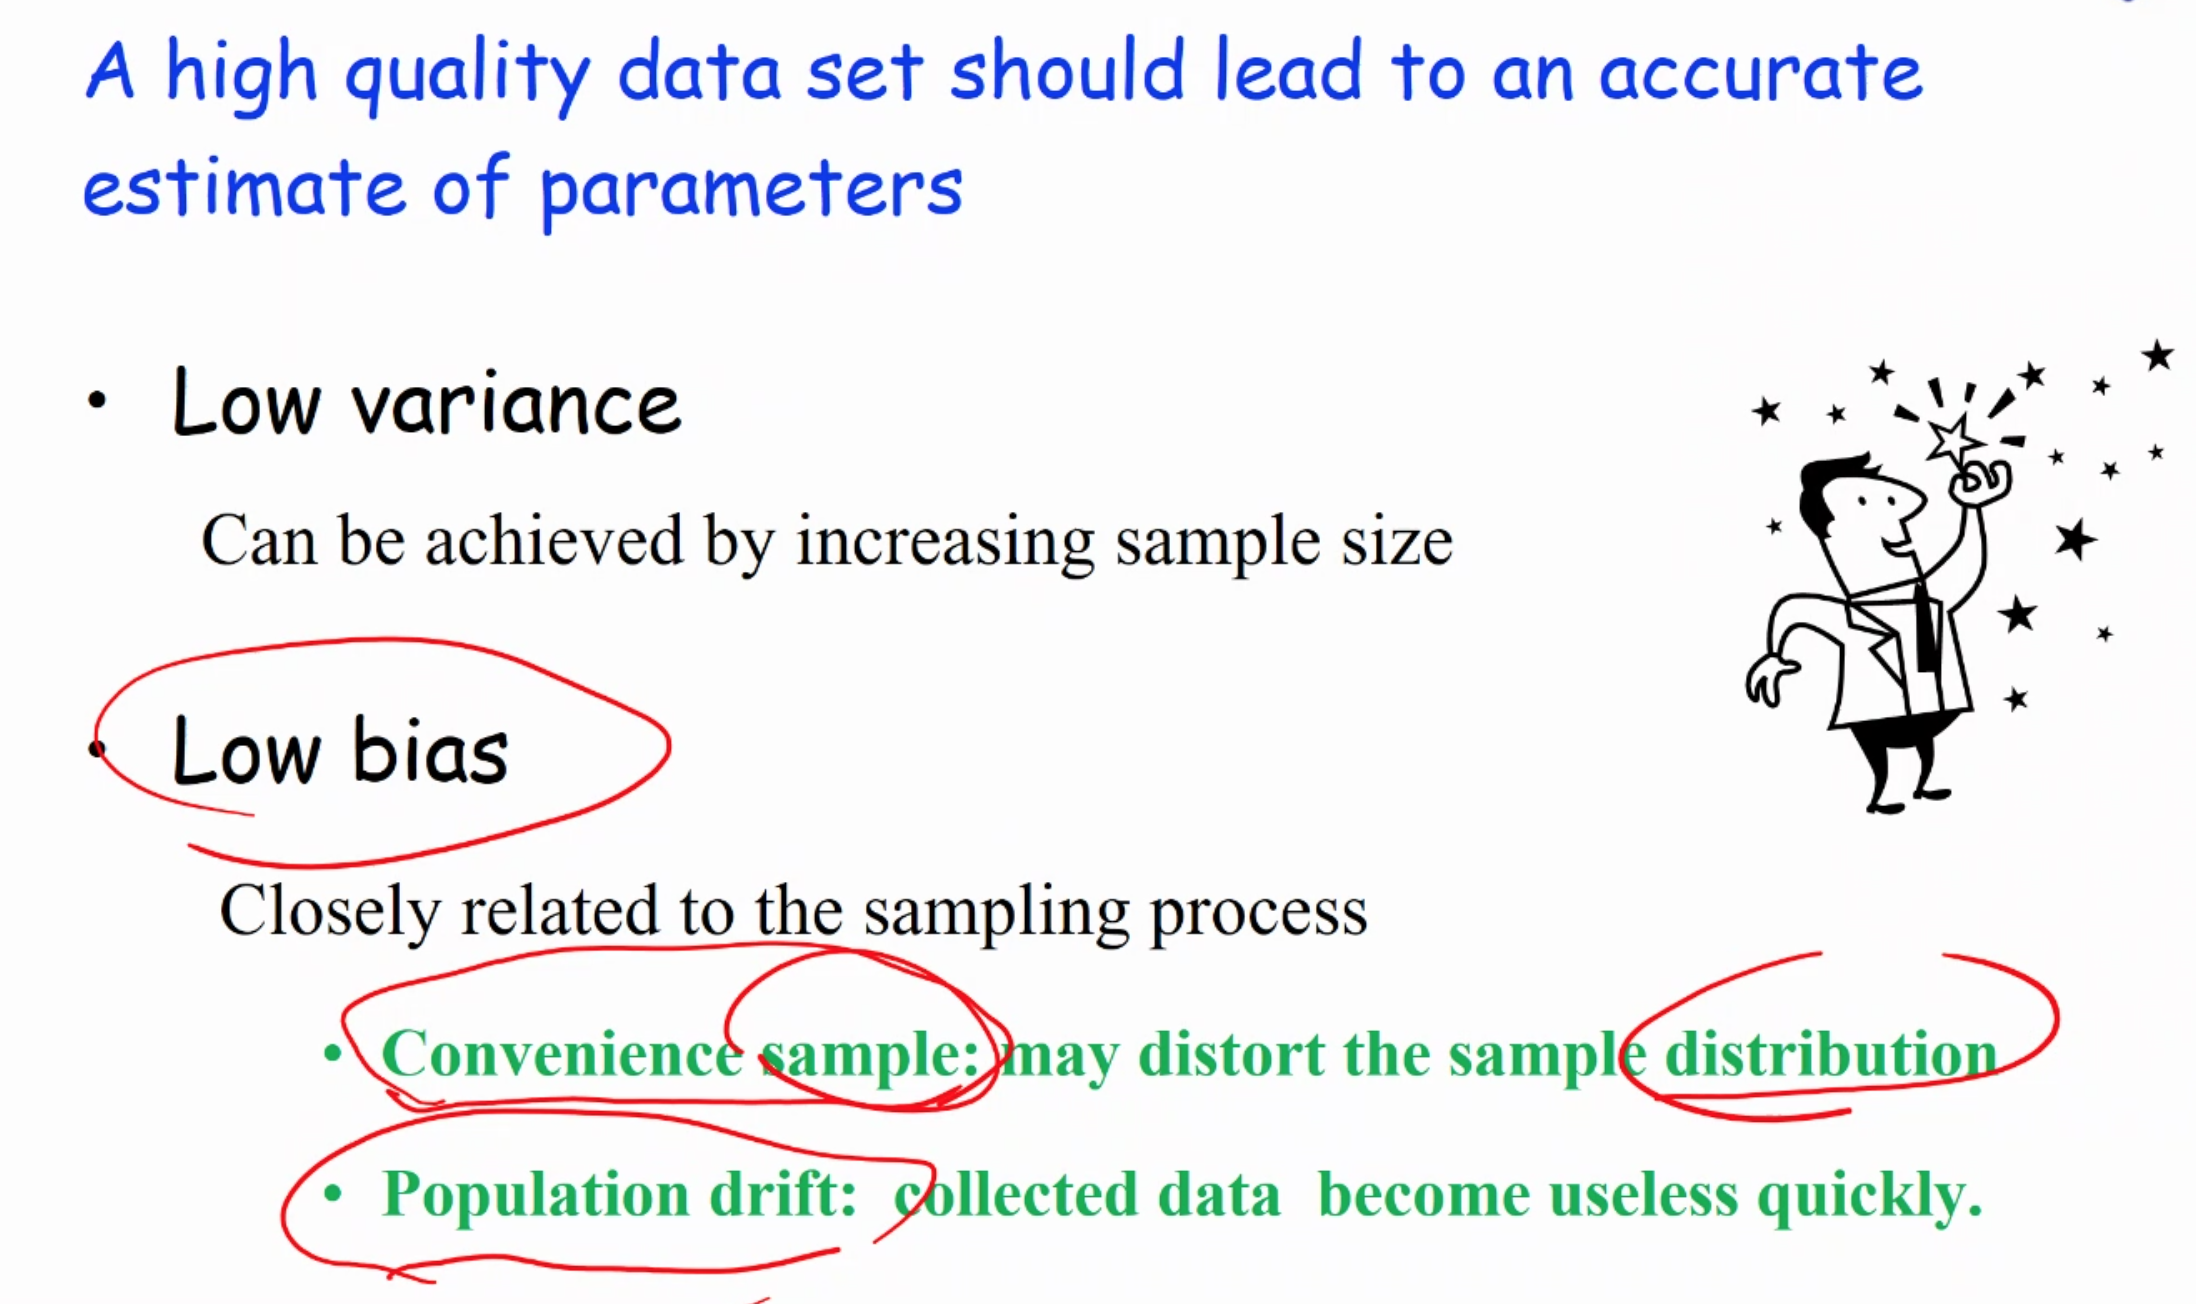 A high quality data set should lead to an accurate
estimate of parameters
• Low variance
Can be achieved by increasing sample size
• Low bias
Closely related to the sampling process
• Convenience sample: may distort the sample distribution
• Population drift: collected data become useless quickly.